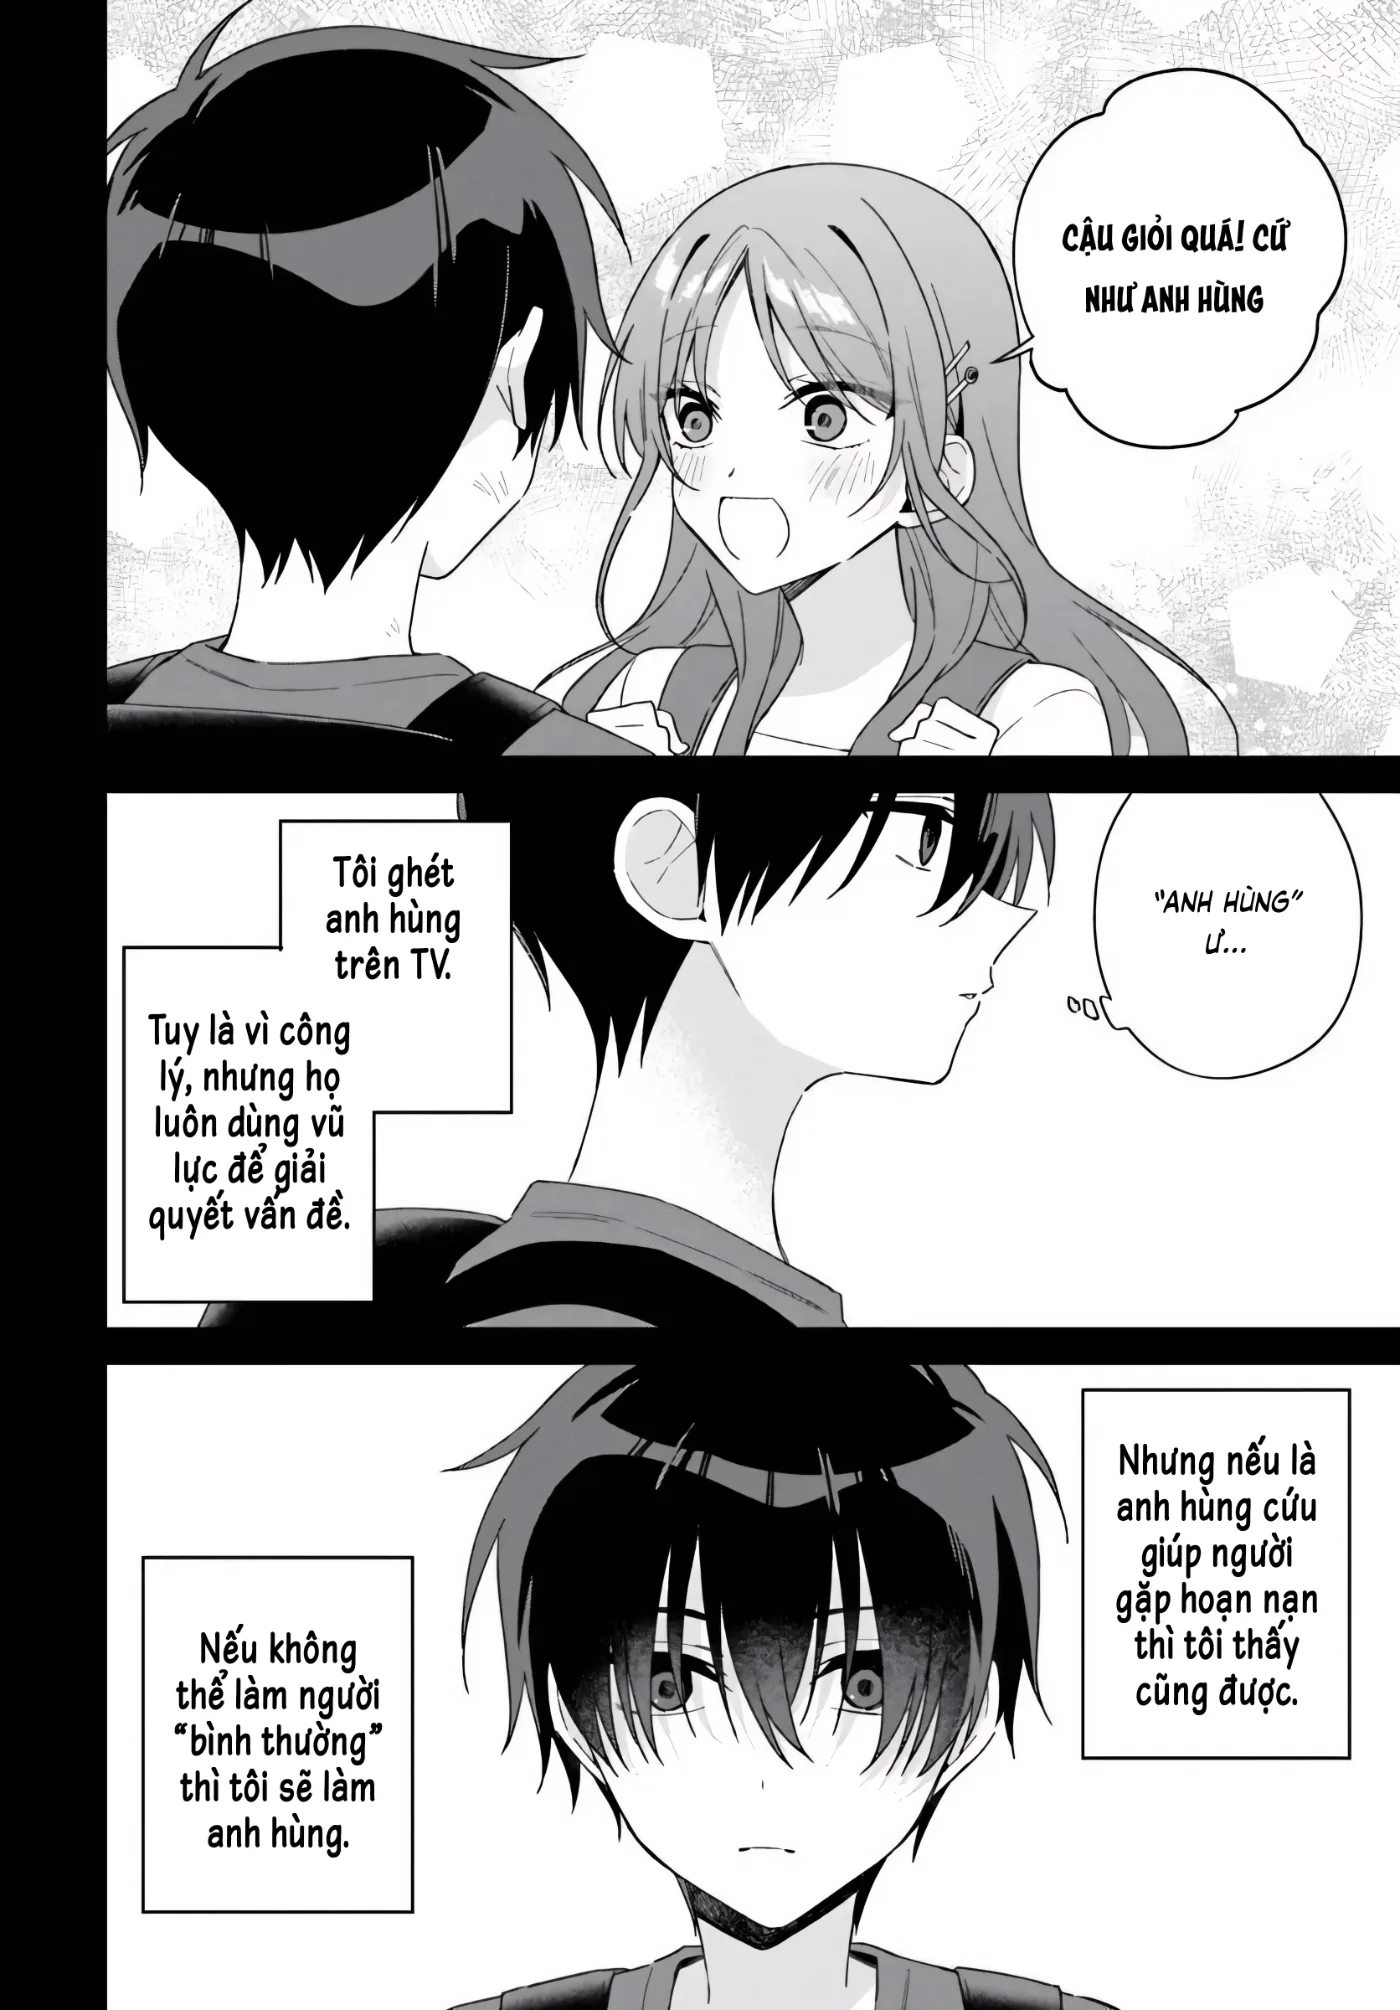 CẬU GIỎI QUÁ! CỨ
NHƯ ANH HÙNG
"ANH HÙNG"
Ư...
Tôi ghét
anh hùng
trên TV.
Tuy là vì công
lý, nhưng họ
luôn dùng vũ
lực để giải
quyết vấn đề.
Nhưng nếu là
anh hùng cứu
giúp người
gặp hoạn nạn
thì tôi thấy
cũng được.
Nếu không
thể làm người
“bình thường”
thì tôi sẽ làm
anh hùng.